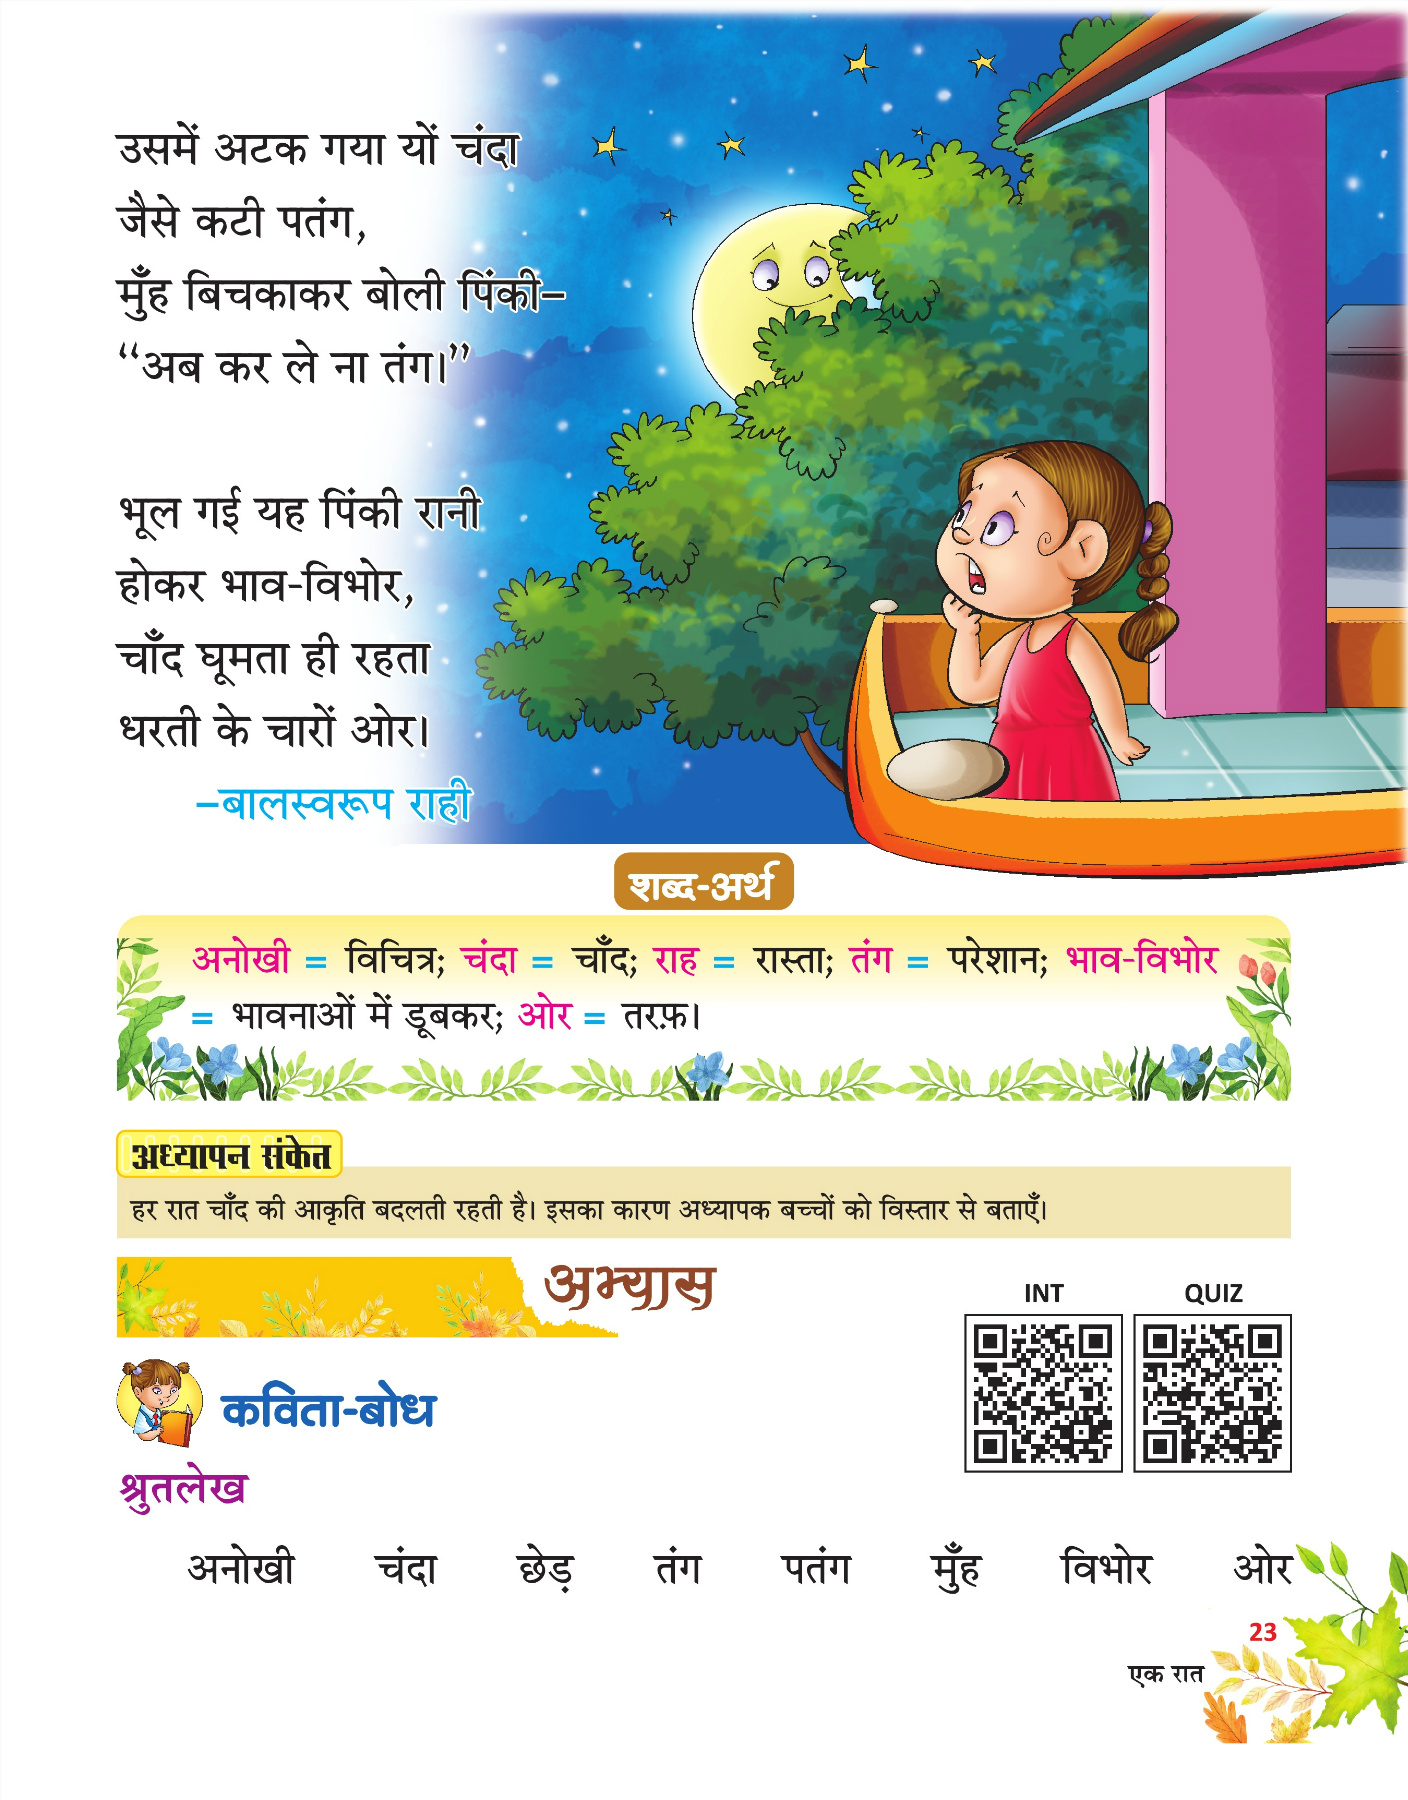 उसमें अटक गया यों चंदा
जैसे कटी पतंग,
मुँह बिचकाकर बोली पिंकी–
“अब कर ले ना तंग।”
भूल गई यह पिंकी रानी
होकर भाव-विभोर,
चाँद घूमता ही रहता
धरती के चारों ओर।
–बालस्वरूप राही
शब्द-अर्थ
अनोखी = विचित्र; चंदा = चाँद; राह = रास्ता; तंग = परेशान; भाव-विभोर
= भावनाओं में डूबकर; ओर = तरफ़।
अध्यापन संकेत
हर रात चाँद की आकृति बदलती रहती है। इसका कारण अध्यापक बच्चों को विस्तार से बताएँ।
अभ्यास
INT QUIZ
कविता-बोध
श्रुतलेख
अनोखी चंदा छेड़ तंग पतंग मुँह विभोर ओर
23
एक रात